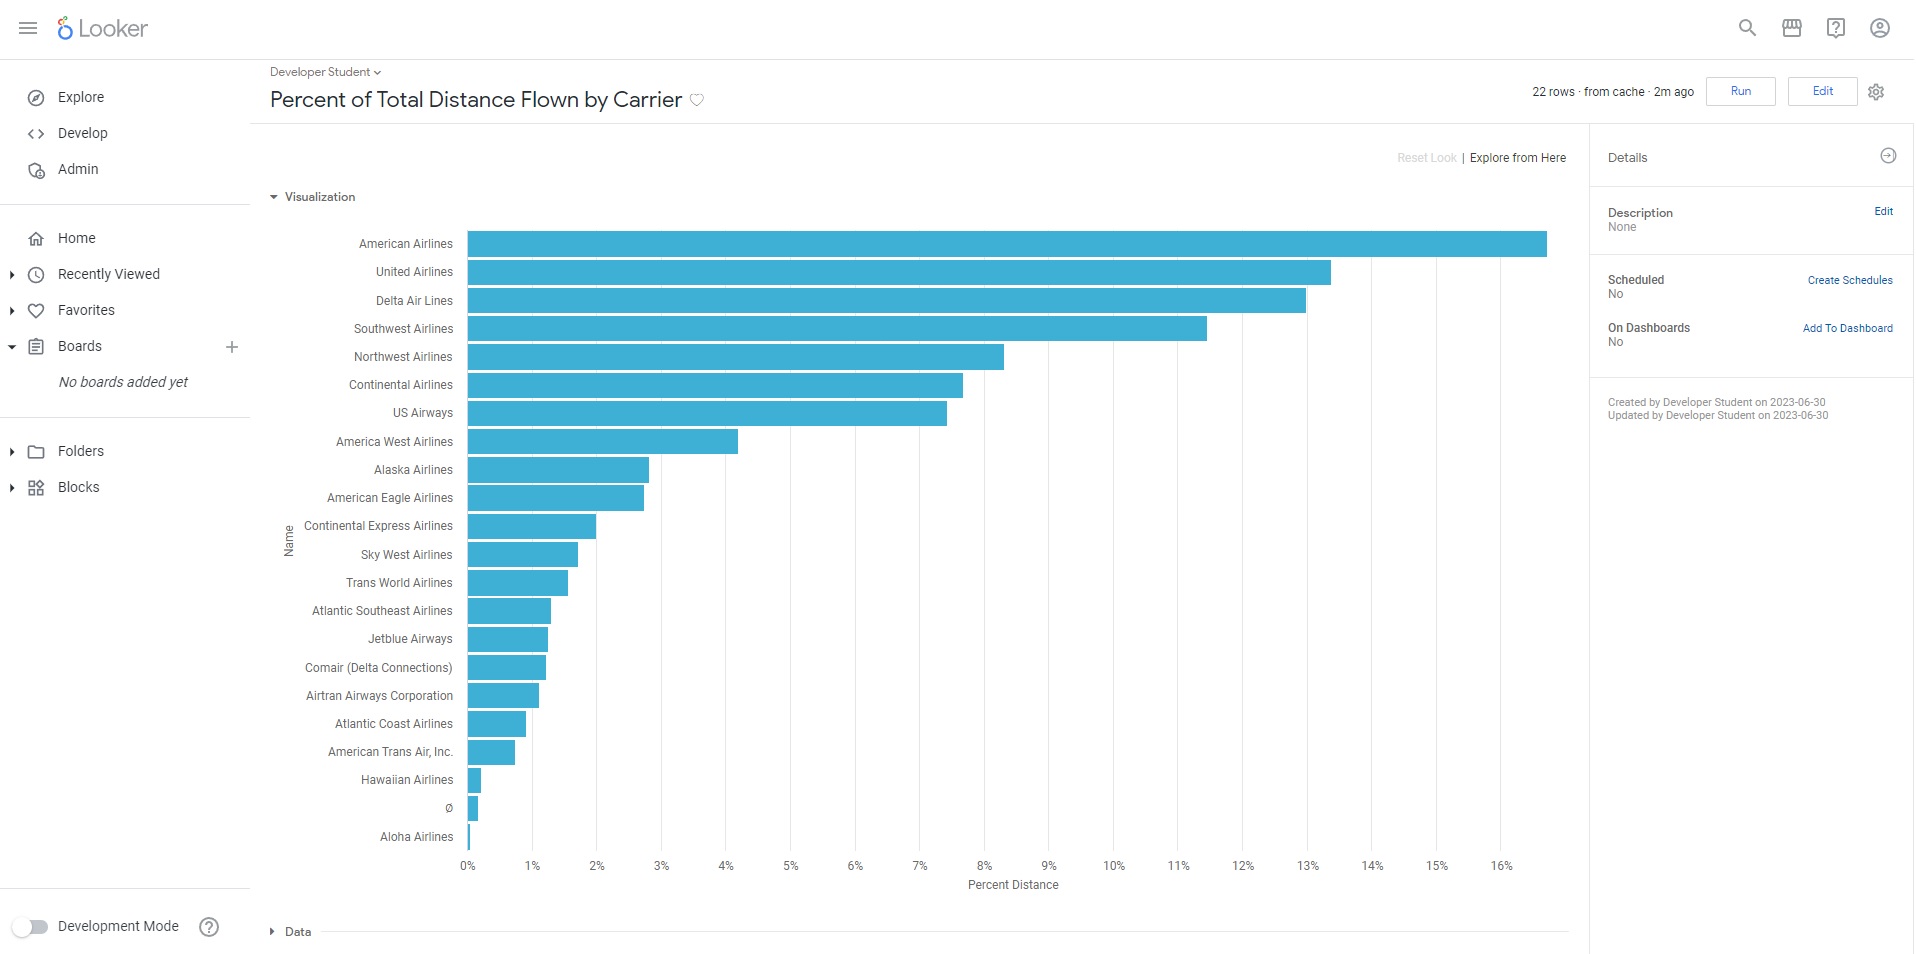 Looker
Explore
Develop
Admin
Home
Recently Viewed
Favorites
Boards
No boards added yet
Folders
Blocks
Development Mode
Developer Student
Percent of Total Distance Flown by Carrier
22 rows · from cache · 2m ago
Run
Edit
Reset Look | Explore from Here
Visualization
Name
American Airlines
United Airlines
Delta Air Lines
Southwest Airlines
Northwest Airlines
Continental Airlines
US Airways
America West Airlines
Alaska Airlines
American Eagle Airlines
Continental Express Airlines
Sky West Airlines
Trans World Airlines
Atlantic Southeast Airlines
Jetblue Airways
Comair (Delta Connections)
Airtran Airways Corporation
Atlantic Coast Airlines
American Trans Air, Inc.
Hawaiian Airlines
Ø
Aloha Airlines
0% 1% 2% 3% 4% 5% 6% 7% 8% 9% 10% 11% 12% 13% 14% 15% 16%
Percent Distance
Data
Details
Description
Edit
None
Scheduled
Create Schedules
No
On Dashboards
Add To Dashboard
No
Created by Developer Student on 2023-06-30
Updated by Developer Student on 2023-06-30